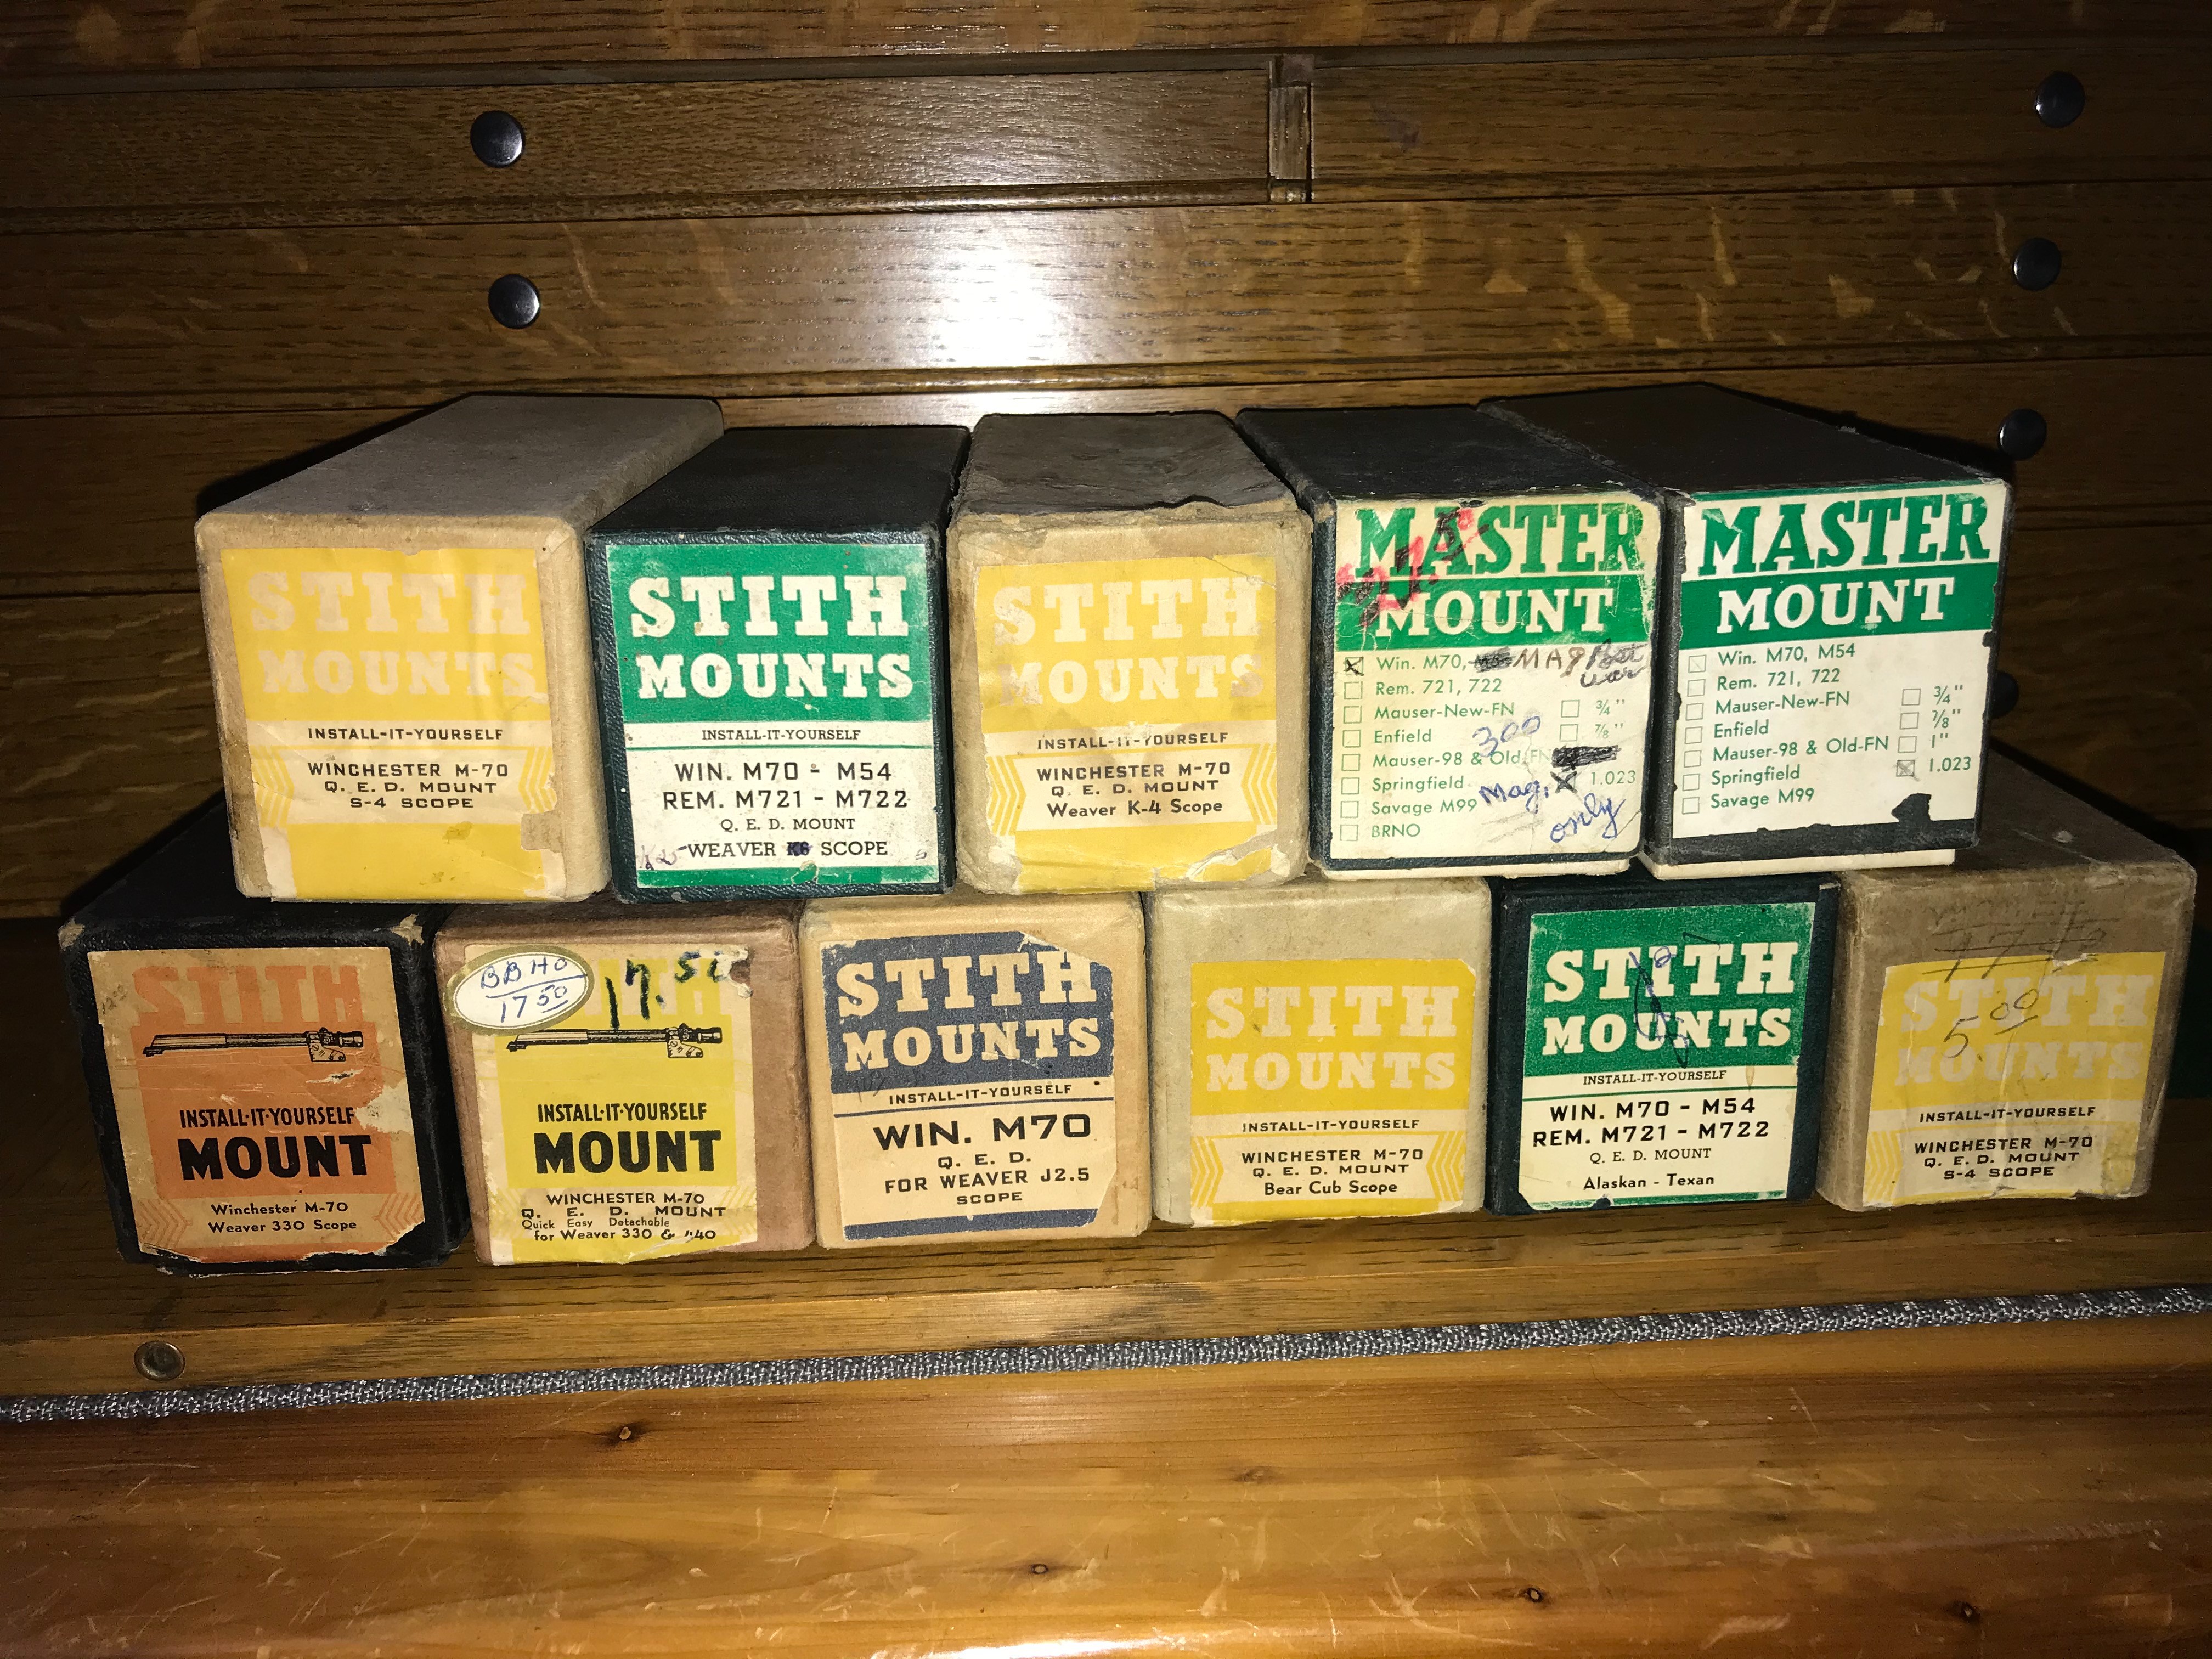 STITH
MOUNTS
INSTALL-IT-YOURSELF
WINCHESTER M-70
Q. E. D. MOUNT
S-4 SCOPE
STITH
MOUNTS
INSTALL-IT-YOURSELF
WIN. M70 - M54
REM. M721 - M722
Q. E. D. MOUNT
WEAVER K6 SCOPE
STITH
MOUNTS
INSTALL-IT-YOURSELF
WINCHESTER M-70
Q. E. D. MOUNT
Weaver K-4 Scope
MASTER
MOUNT
Win. M70, MAG Post
war
Rem. 721, 722
Mauser-New-FN 3/4"
Enfield 300 7/8"
Mauser-98 & Old-FN
Springfield Mag. 1.023
Savage M99 only
BRNO
MASTER
MOUNT
Win. M70, M54
Rem. 721, 722
Mauser-New-FN 3/4"
Enfield 7/8"
Mauser-98 & Old-FN 1"
Springfield 1.023
Savage M99
STITH
INSTALL-IT-YOURSELF
MOUNT
Winchester M-70
Weaver 330 Scope
BBHO
17 50
17.50
INSTALL-IT-YOURSELF
MOUNT
WINCHESTER M-70
Q. E. D. MOUNT
Quick Easy Detachable
for Weaver 330 & 440
STITH
MOUNTS
INSTALL-IT-YOURSELF
WIN. M70
Q. E. D.
FOR WEAVER J2.5
SCOPE
STITH
MOUNTS
INSTALL-IT-YOURSELF
WINCHESTER M-70
Q. E. D. MOUNT
Bear Cub Scope
STITH
MOUNTS
INSTALL-IT-YOURSELF
WIN. M70 - M54
REM. M721 - M722
Q. E. D. MOUNT
Alaskan - Texan
STITH
5.00
MOUNTS
INSTALL-IT-YOURSELF
WINCHESTER M-70
Q. E. D. MOUNT
S-4 SCOPE